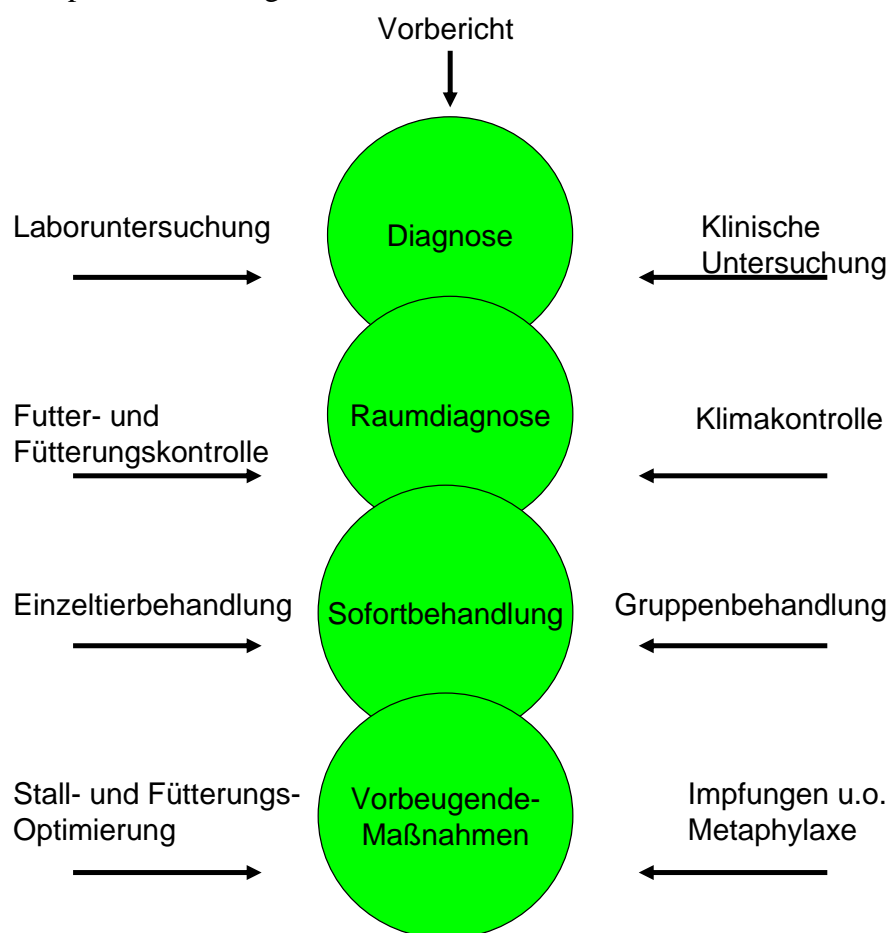 Vorbericht
Laboruntersuchung
Diagnose
Klinische
Untersuchung
Futter- und
Fütterungskontrolle
Raumdiagnose
Klimakontrolle
Einzeltierbehandlung
Sofortbehandlung
Gruppenbehandlung
Stall- und Fütterungs-
Optimierung
Vorbeugende-
Maßnahmen
Impfungen u.o.
Metaphylaxe